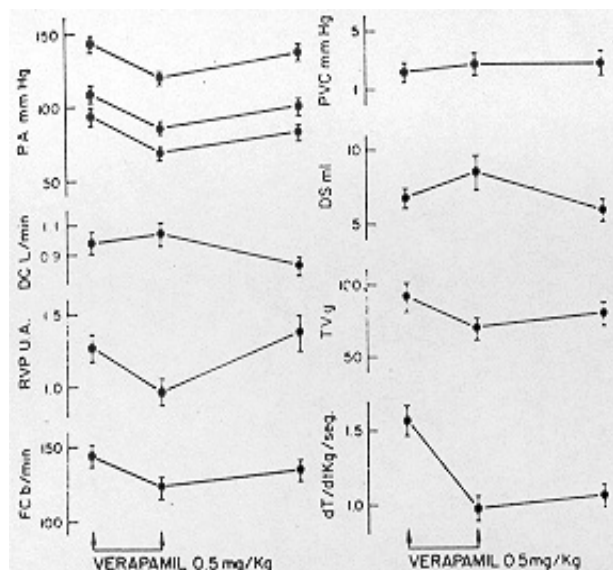 PA mm Hg
150
100
50
DC L/min
1.1
0.9
RVP U.A.
1.5
1.0
FC b/min
150
100
VERAPAMIL 0.5 mg/Kg
PVC mm Hg
5
1
DS ml
10
5
TV g
100
50
dT/dtKg/seg.
1.5
1.0
VERAPAMIL 0.5 mg/Kg